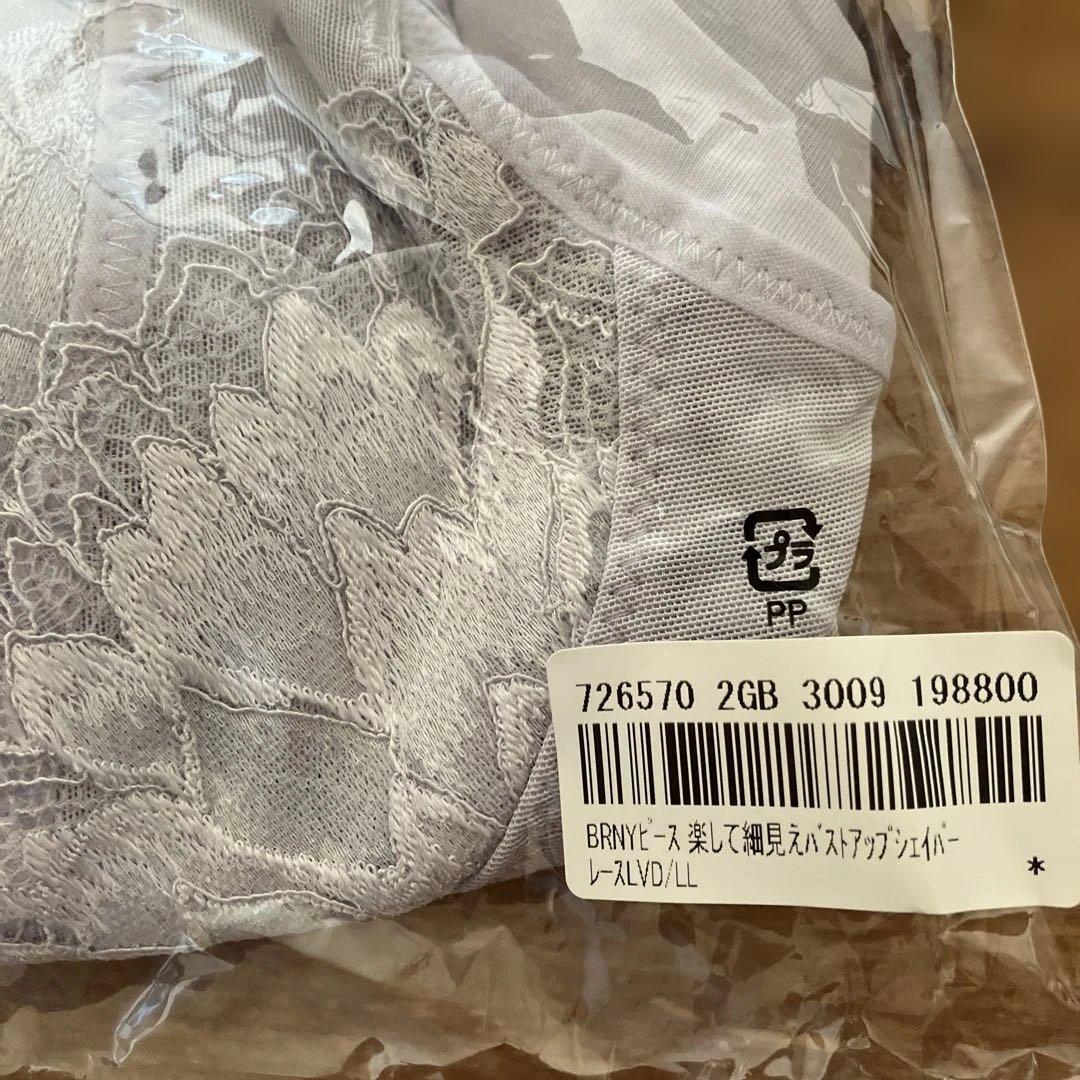 プラ
PP
726570 2GB 3009 198800
BRNYﾋﾟｰｽ 楽して細見えﾊﾞｽﾄｱｯﾌﾟｼｪｲﾊﾟｰ
ﾚｰｽLVD/LL *